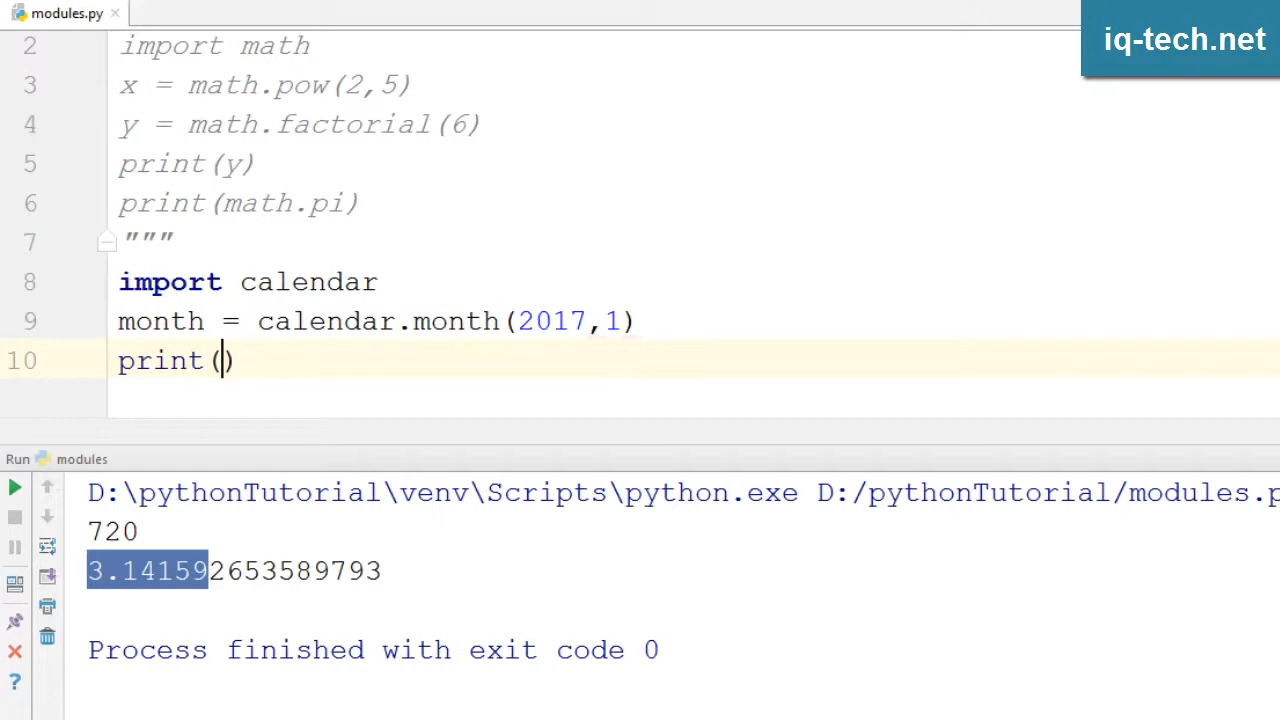 modules.py
iq-tech.net
2 import math
3 x = math.pow(2,5)
4 y = math.factorial(6)
5 print(y)
6 print(math.pi)
7 """
8 import calendar
9 month = calendar.month(2017,1)
10 print()
Run modules
D:\pythonTutorial\venv\Scripts\python.exe D:/pythonTutorial/modules.p
720
3.141592653589793
Process finished with exit code 0